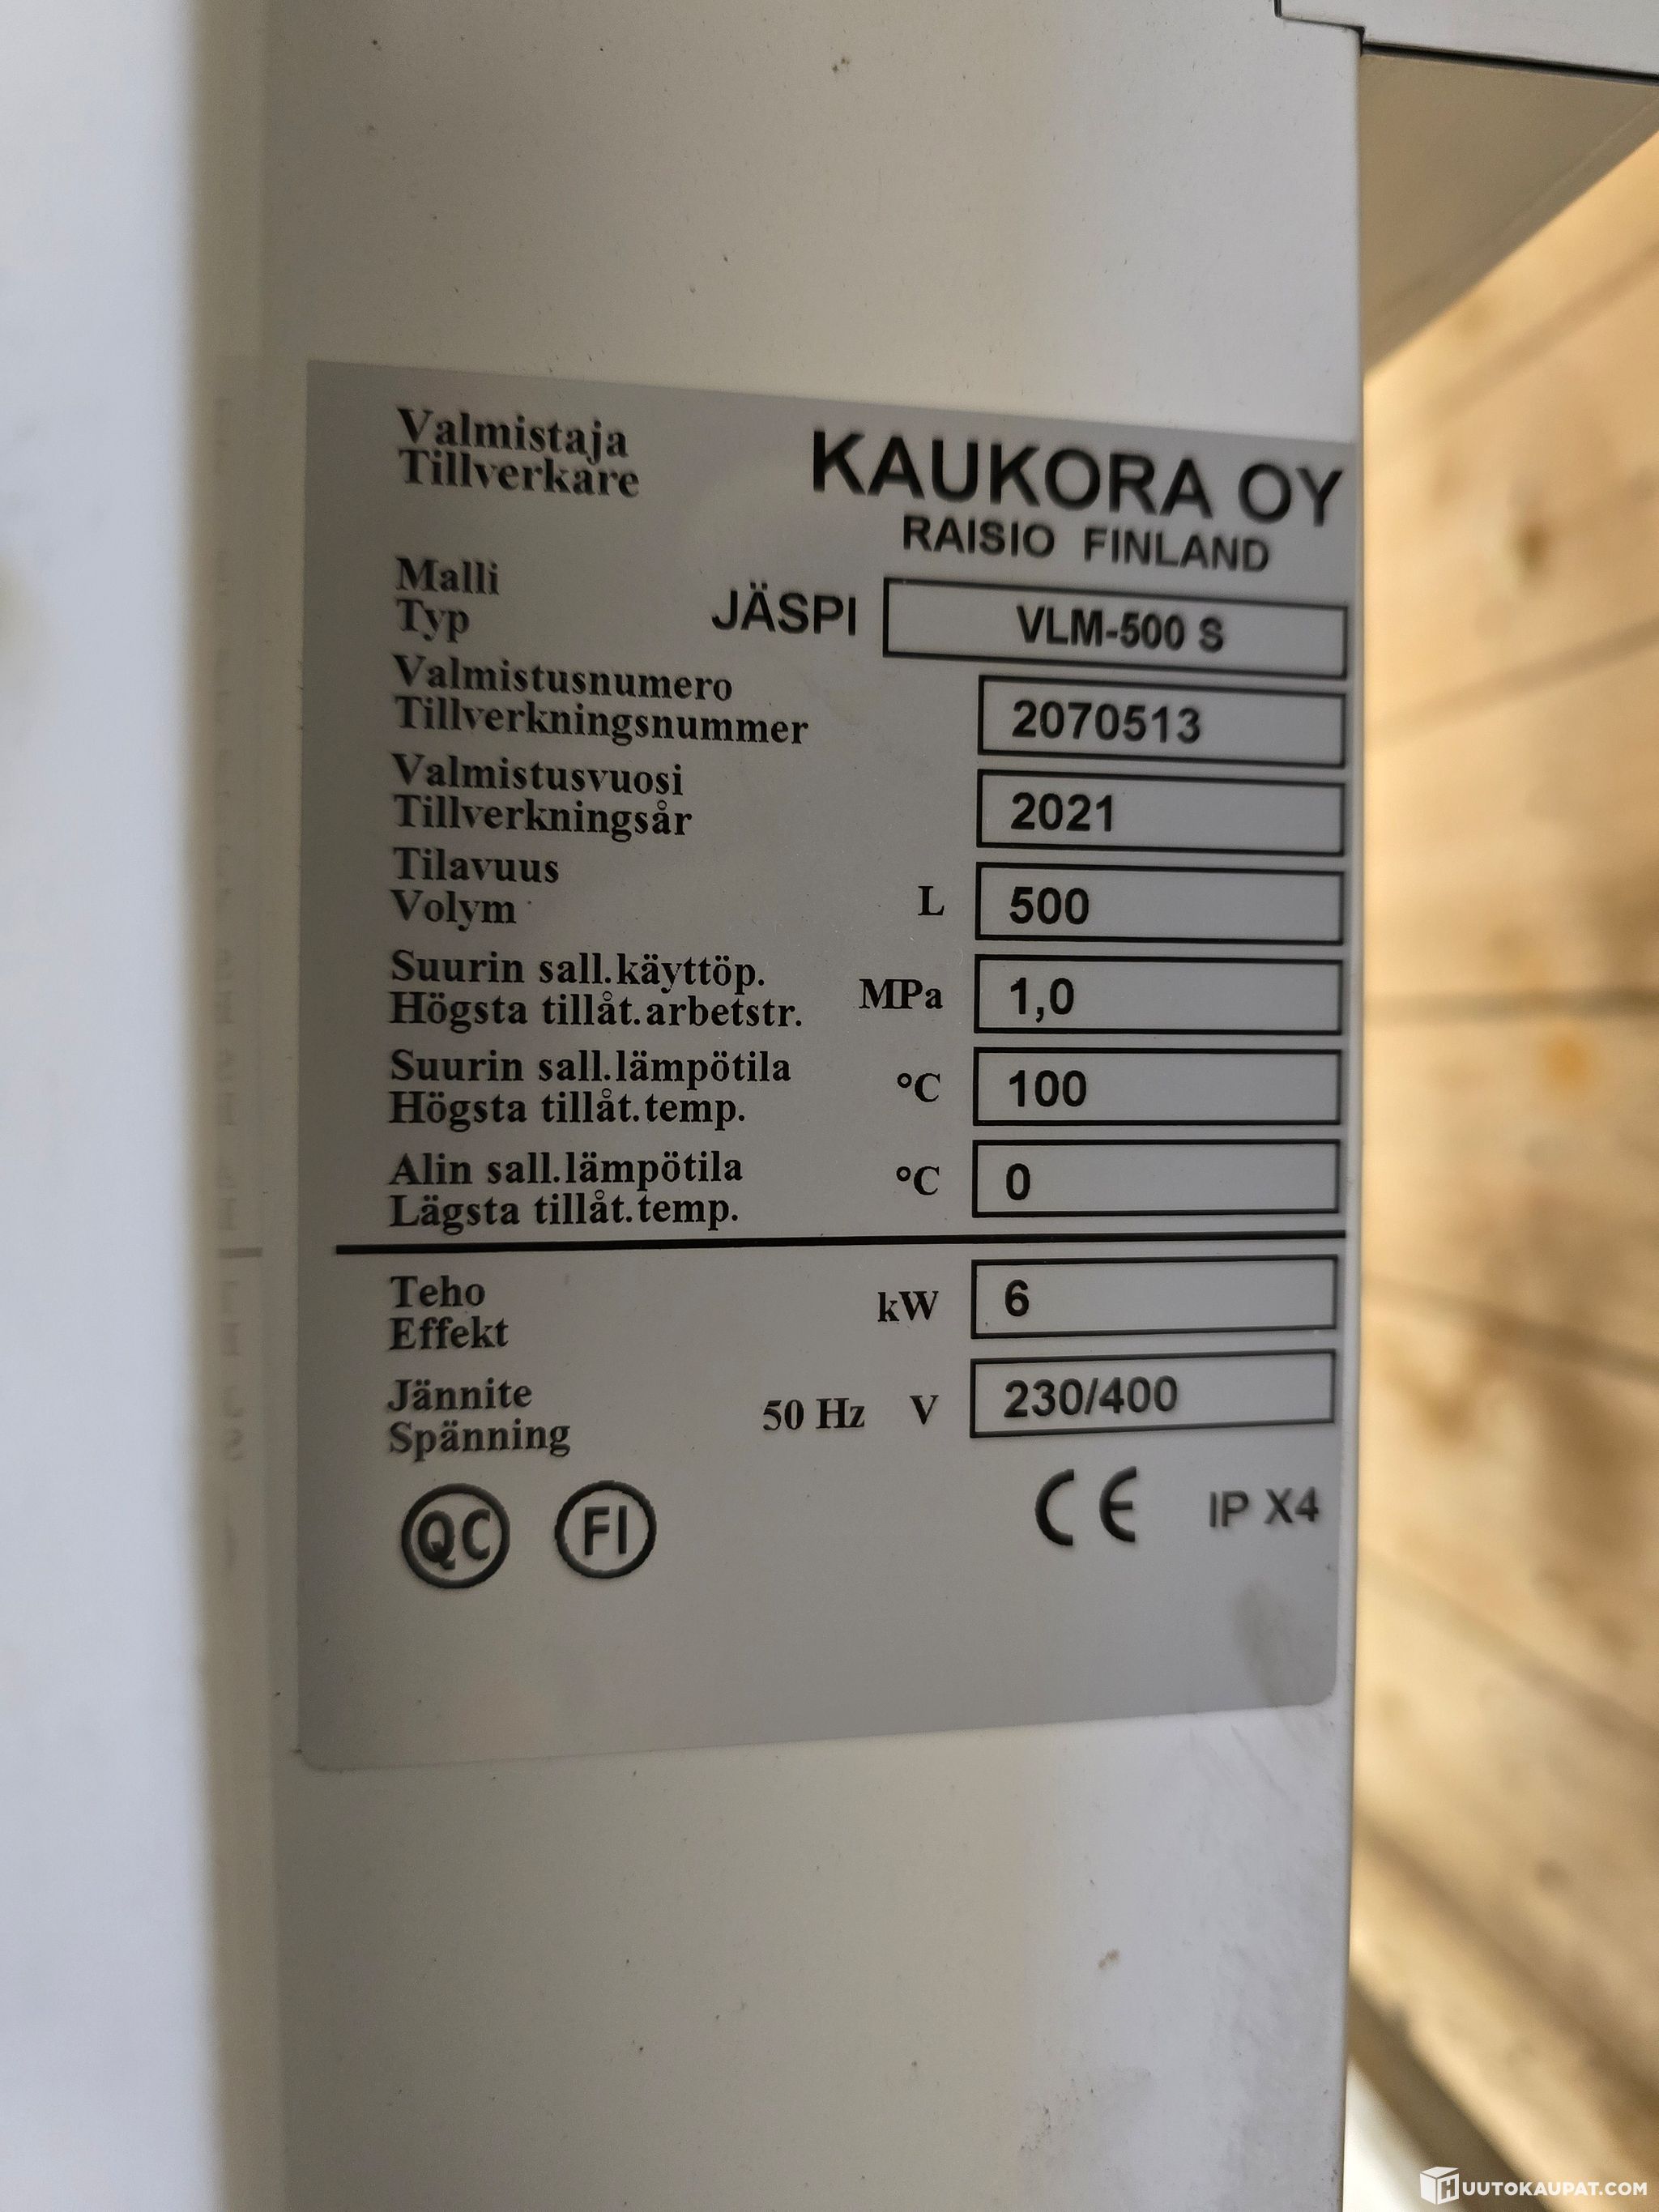 Valmistaja
Tillverkare
KAUKORA OY
RAISIO FINLAND
Malli
Typ
JÄSPI
VLM-500 S
Valmistusnumero
Tillverkningsnummer
2070513
Valmistusvuosi
Tillverkningsår
2021
Tilavuus
Volym
L
500
Suurin sall.käyttöp.
Högsta tillåt.arbetstr.
MPa
1,0
Suurin sall.lämpötila
Högsta tillåt.temp.
°C
100
Alin sall.lämpötila
Lägsta tillåt.temp.
°C
0
Teho
Effekt
kW
6
Jännite
Spänning
50 Hz V
230/400
QC FI
CE IP X4
HUUTOKAUPAT.COM